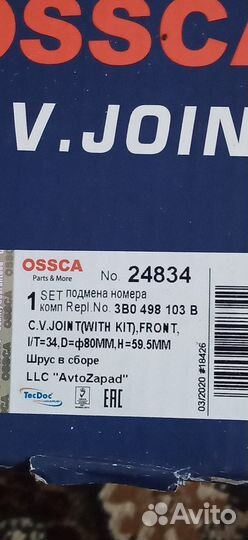 OSSCA
V.JOIN
OSSCA
Parts & More
No. 24834
1 SET подмена номера
комп Repl.No. 3B0 498 103 B
C.V.JOINT(WITH KIT),FRONT,
I/T=34,D=ф80MM,H=59.5MM
Шрус в сборе
LLC "AvtoZapad"
TecDoc
EAC
03/2020 #18426
Avito